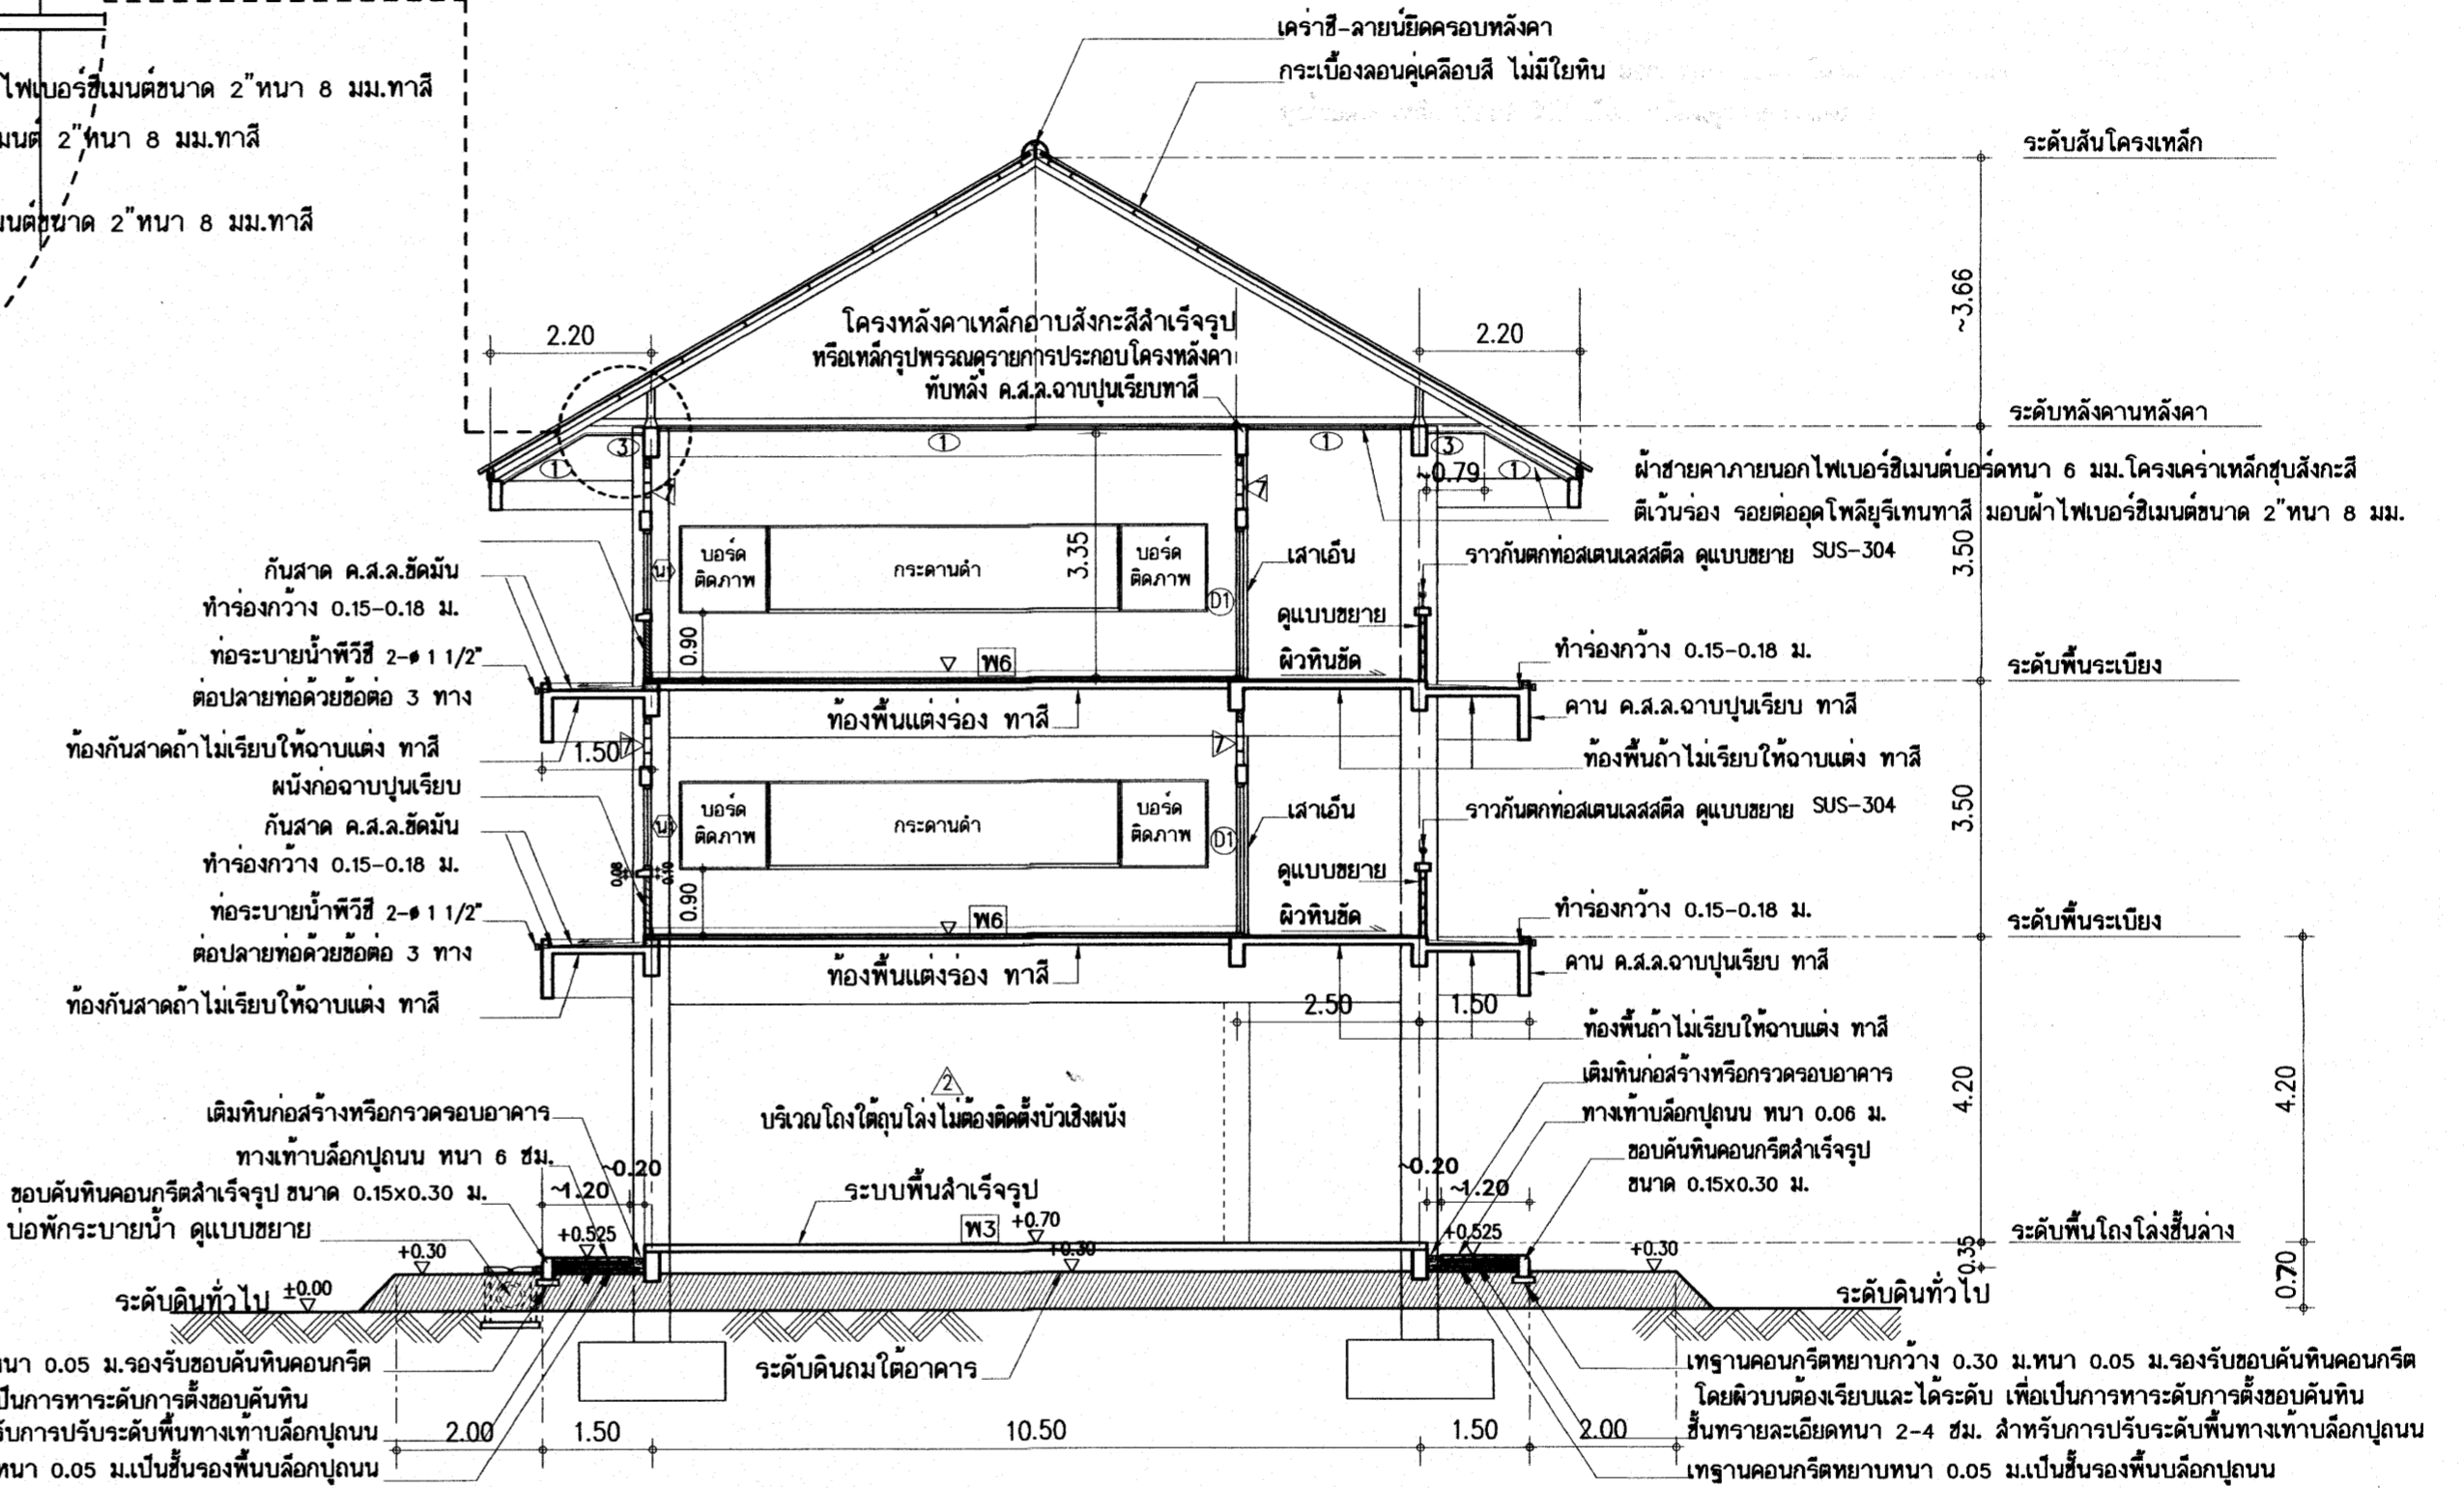 เคร่าซี-ลายน์ยึดครอบหลังคา
กระเบื้องลอนคู่เคลือบสี ไม่มีใยหิน
ไฟเบอร์ซีเมนต์ขนาด 2"หนา 8 มม.ทาสี
เมนต์ 2"หนา 8 มม.ทาสี
มนต์ขนาด 2"หนา 8 มม.ทาสี
ระดับสันโครงเหล็ก
~3.66
โครงหลังคาเหล็กอาบสังกะสีสำเร็จรูป
หรือเหล็กรูปพรรณดูรายการประกอบโครงหลังคา
ทับหลัง ค.ส.ล.ฉาบปูนเรียบทาสี
2.20
2.20
ระดับหลังคานหลังคา
1 3 1 1 3 1
~0.79
7 7
ฝ้าชายคาภายนอกไฟเบอร์ซีเมนต์บอร์ดหนา 6 มม.โครงเคร่าเหล็กชุบสังกะสี
ตีเว้นร่อง รอยต่ออุดโพลียูรีเทนทาสี มอบฝ้าไฟเบอร์ซีเมนต์ขนาด 2"หนา 8 มม.
3.50
กันสาด ค.ส.ล.ขัดมัน
ทำร่องกว้าง 0.15-0.18 ม.
ท่อระบายน้ำพีวีซี 2-ø 1 1/2"
ต่อปลายท่อด้วยข้อต่อ 3 ทาง
ท้องกันสาดถ้าไม่เรียบให้ฉาบแต่ง ทาสี
น1
บอร์ด
ติดภาพ
กระดานดำ
3.35
บอร์ด
ติดภาพ
D1
เสาเอ็น
ราวกันตกท่อสเตนเลสสตีล ดูแบบขยาย SUS-304
ดูแบบขยาย
0.90
พ6
ผิวหินขัด
ทำร่องกว้าง 0.15-0.18 ม.
ระดับพื้นระเบียง
ท้องพื้นแต่งร่อง ทาสี
คาน ค.ส.ล.ฉาบปูนเรียบ ทาสี
ท้องพื้นถ้าไม่เรียบให้ฉาบแต่ง ทาสี
1.50
7 7
3.50
ผนังก่อฉาบปูนเรียบ
กันสาด ค.ส.ล.ขัดมัน
ทำร่องกว้าง 0.15-0.18 ม.
ท่อระบายน้ำพีวีซี 2-ø 1 1/2"
ต่อปลายท่อด้วยข้อต่อ 3 ทาง
ท้องกันสาดถ้าไม่เรียบให้ฉาบแต่ง ทาสี
น1
บอร์ด
ติดภาพ
กระดานดำ
บอร์ด
ติดภาพ
D1
เสาเอ็น
ราวกันตกท่อสเตนเลสสตีล ดูแบบขยาย SUS-304
ดูแบบขยาย
0.08 0.10
0.90
พ6
ผิวหินขัด
ทำร่องกว้าง 0.15-0.18 ม.
ระดับพื้นระเบียง
ท้องพื้นแต่งร่อง ทาสี
คาน ค.ส.ล.ฉาบปูนเรียบ ทาสี
2.50 1.50
ท้องพื้นถ้าไม่เรียบให้ฉาบแต่ง ทาสี
4.20
4.20
2
บริเวณโถงใต้ถุนโล่งไม่ต้องติดตั้งบัวเชิงผนัง
เติมหินก่อสร้างหรือกรวดรอบอาคาร
ทางเท้าบล็อกปูถนน หนา 6 ซม.
ขอบคันหินคอนกรีตสำเร็จรูป ขนาด 0.15x0.30 ม.
บ่อพักระบายน้ำ ดูแบบขยาย
~0.20
~1.20
เติมหินก่อสร้างหรือกรวดรอบอาคาร
ทางเท้าบล็อกปูถนน หนา 0.06 ม.
ขอบคันหินคอนกรีตสำเร็จรูป
ขนาด 0.15x0.30 ม.
~0.20
~1.20
ระบบพื้นสำเร็จรูป
พ3 +0.70
+0.30 +0.525 +0.30 +0.525 +0.30
ระดับพื้นโถงโล่งชั้นล่าง
0.35
0.70
ระดับดินทั่วไป ±0.00
ระดับดินทั่วไป
ระดับดินถมใต้อาคาร
หนา 0.05 ม.รองรับขอบคันหินคอนกรีต
เป็นการหาระดับการตั้งขอบคันหิน
รับการปรับระดับพื้นทางเท้าบล็อกปูถนน
หนา 0.05 ม.เป็นชั้นรองพื้นบล็อกปูถนน
เทฐานคอนกรีตหยาบกว้าง 0.30 ม.หนา 0.05 ม.รองรับขอบคันหินคอนกรีต
โดยผิวบนต้องเรียบและได้ระดับ เพื่อเป็นการหาระดับการตั้งขอบคันหิน
ชั้นทรายละเอียดหนา 2-4 ซม. สำหรับการปรับระดับพื้นทางเท้าบล็อกปูถนน
เทฐานคอนกรีตหยาบหนา 0.05 ม.เป็นชั้นรองพื้นบล็อกปูถนน
2.00 1.50 10.50 1.50 2.00